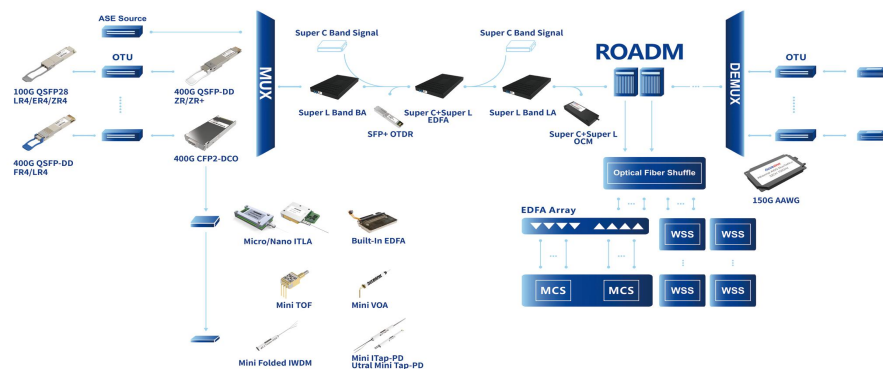 ASE Source
OTU
100G QSFP28
LR4/ER4/ZR4
400G QSFP-DD
ZR/ZR+
400G QSFP-DD
FR4/LR4
400G CFP2-DCO
MUX
Super C Band Signal
Super C Band Signal
Super L Band BA
SFP+ OTDR
Super C+Super L
EDFA
Super L Band LA
Super C+Super L
OCM
ROADM
DEMUX
OTU
150G AAWG
Optical Fiber Shuffle
EDFA Array
WSS
WSS
MCS
MCS
WSS
WSS
Micro/Nano ITLA
Built-In EDFA
Mini TOF
Mini VOA
Mini Folded IWDM
Mini ITap-PD
Utral Mini Tap-PD